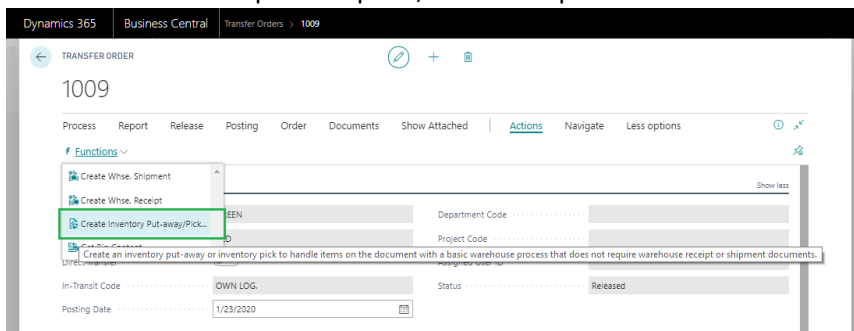 Dynamics 365 Business Central Transfer Orders > 1009
TRANSFER ORDER
1009
Process Report Release Posting Order Documents Show Attached Actions Navigate Less options
Functions
Create Whse. Shipment
Show less
Create Whse. Receipt
EEN Department Code
Create Inventory Put-away/Pick...
Project Code
Create an inventory put-away or inventory pick to handle items on the document with a basic warehouse process that does not require warehouse receipt or shipment documents.
In-Transit Code OWN LOG. Status Released
Posting Date 1/23/2020